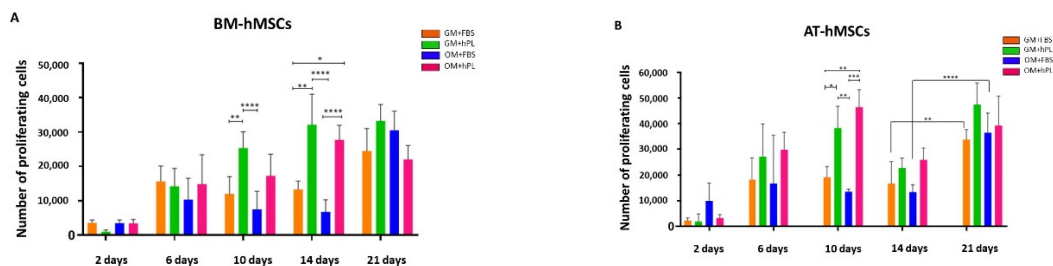 A
BM-hMSCs
GM+FBS
GM+hPL
OM+FBS
OM+hPL
Number of proliferating cells
50,000
40,000
30,000
20,000
10,000
0
** ****
* ** **** ****
2 days 6 days 10 days 14 days 21 days
B
AT-hMSCs
GM+FBS
GM+hPL
OM+FBS
OM+hPL
Number of proliferating cells
60,000
50,000
40,000
30,000
20,000
10,000
0
** * *** **
** ****
2 days 6 days 10 days 14 days 21 days